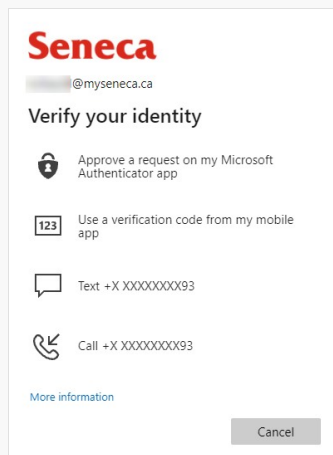 Seneca
@myseneca.ca
Verify your identity
Approve a request on my Microsoft
Authenticator app
123
Use a verification code from my mobile
app
Text +X XXXXXXXX93
Call +X XXXXXXXX93
More information
Cancel